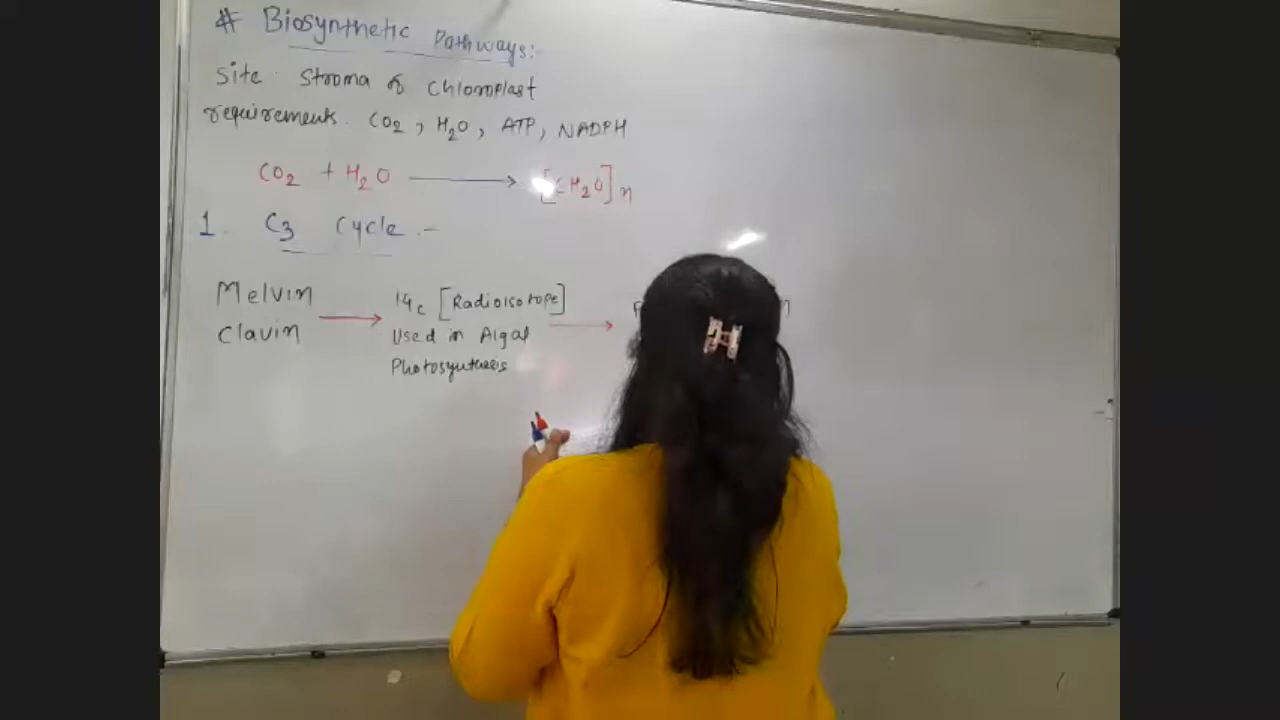 # Biosynthetic Pathways:-
Site: Stroma of Chloroplast
requirements: CO2, H2O, ATP, NADPH
CO2 + H2O → [CH2O]n
1. C3 Cycle :-
Melvin Clavin → 14c [Radioisotope] →
Used in Algal
Photosynthesis